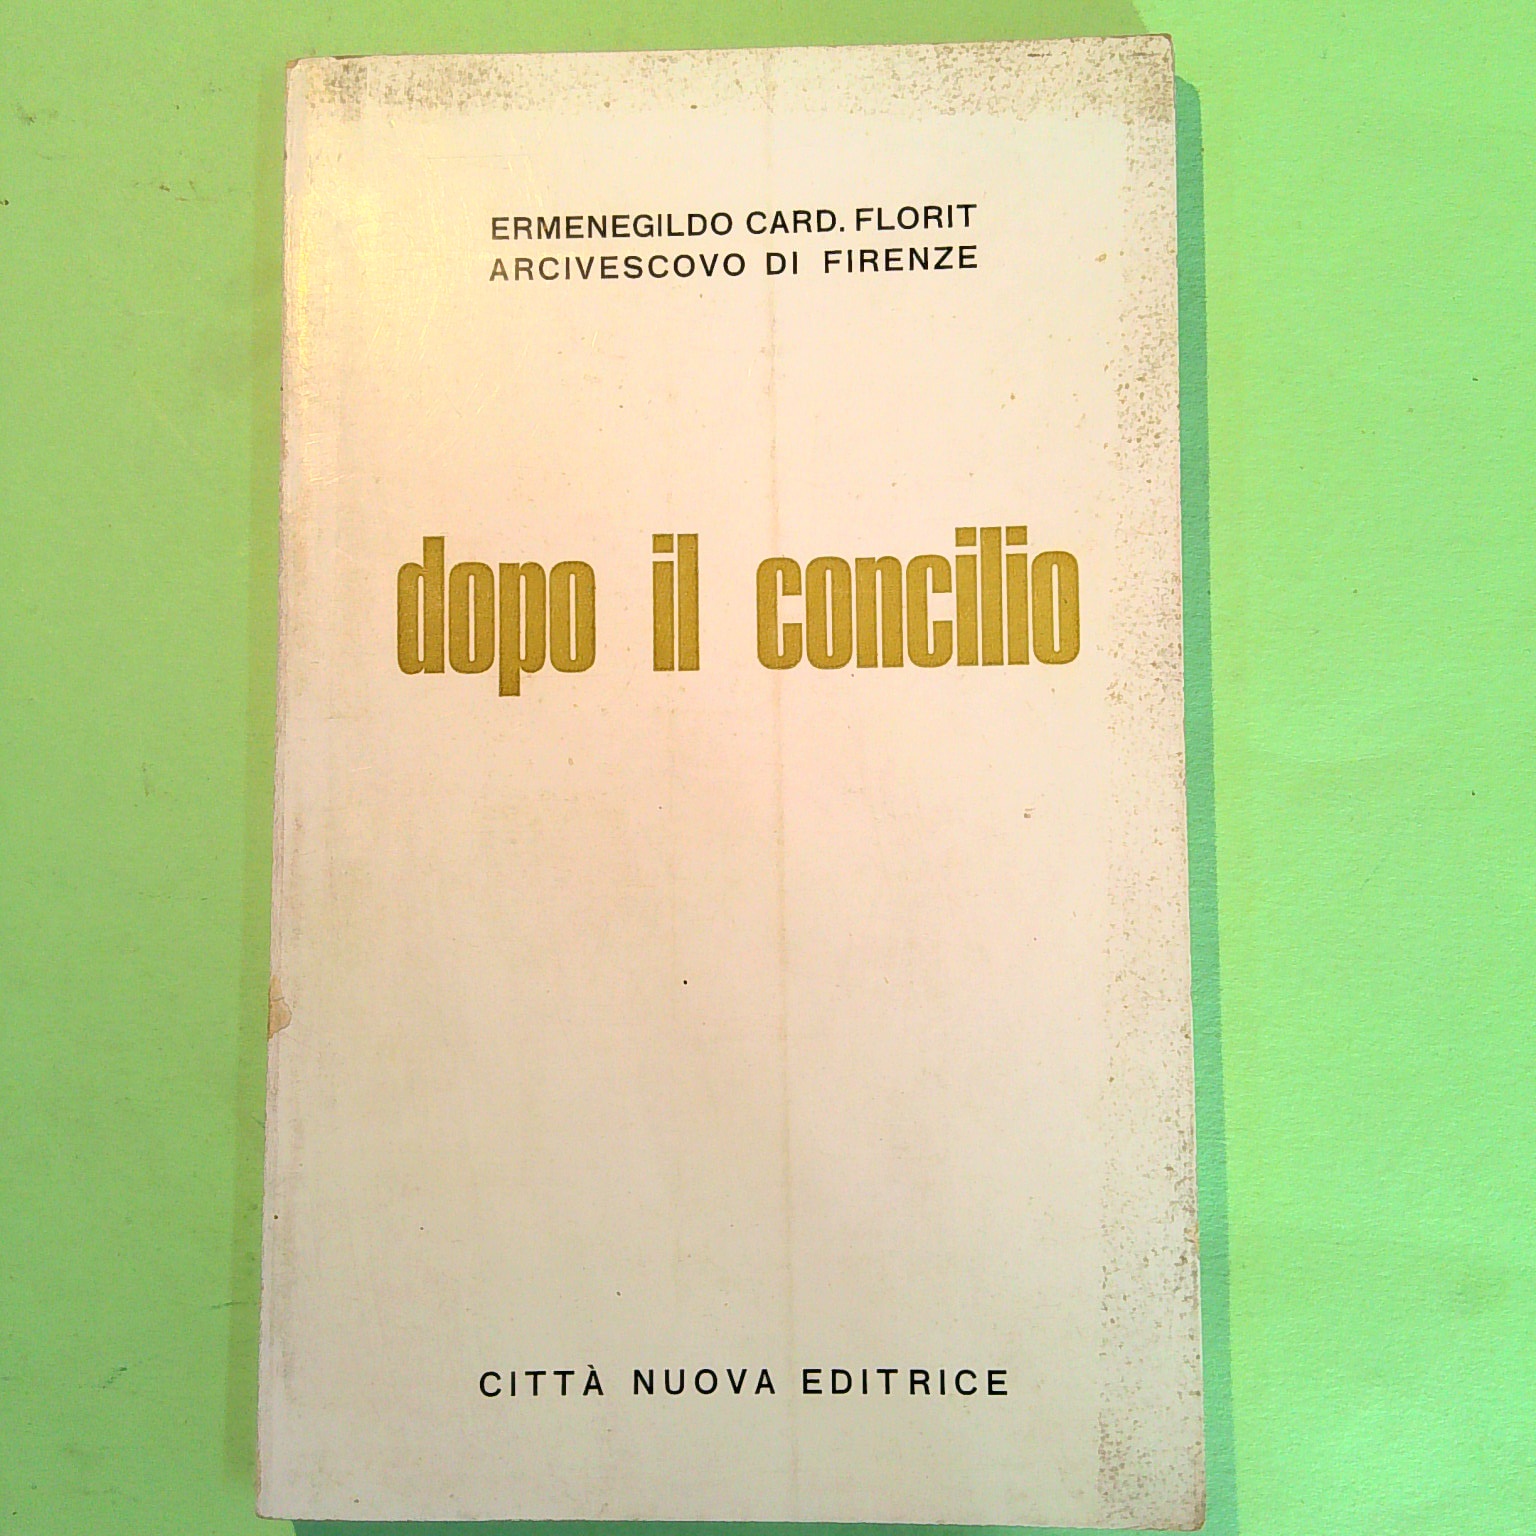 ERMENEGILDO CARD. FLORIT
ARCIVESCOVO DI FIRENZE
dopo il concilio
CITTÀ NUOVA EDITRICE